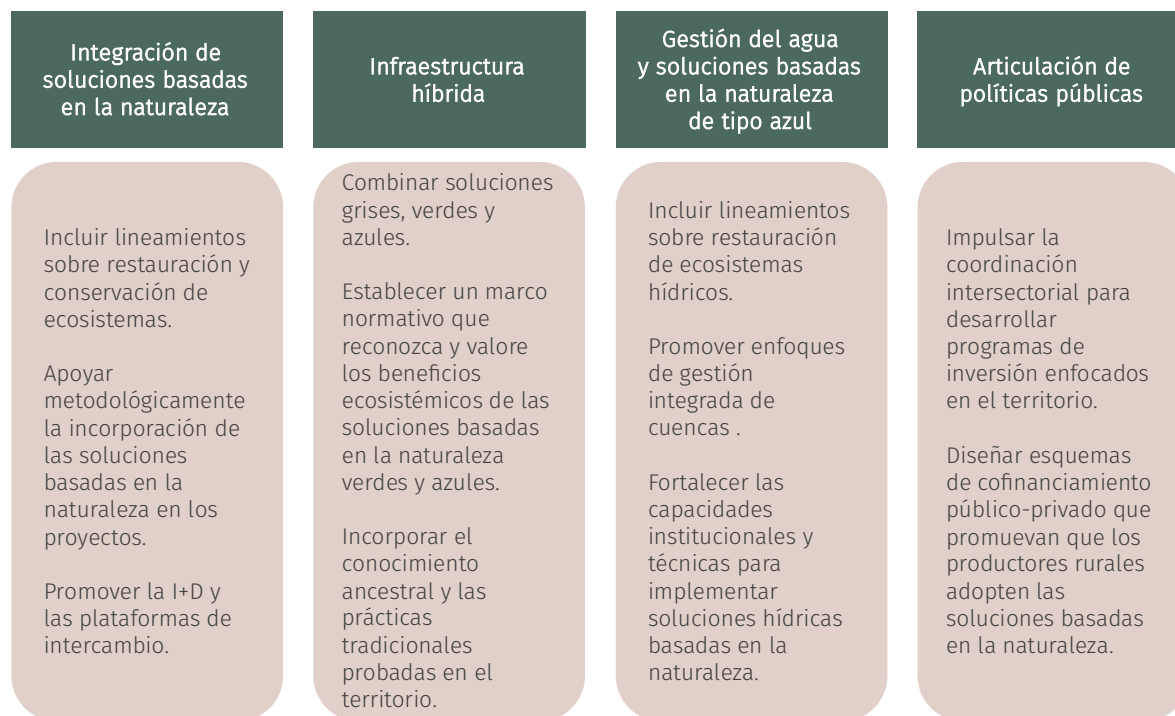 Integración de
soluciones basadas
en la naturaleza
Incluir lineamientos
sobre restauración y
conservación de
ecosistemas.
Apoyar
metodológicamente
la incorporación de
las soluciones
basadas en la
naturaleza en los
proyectos.
Promover la I+D y
las plataformas de
intercambio.
Infraestructura
híbrida
Combinar soluciones
grises, verdes y
azules.
Establecer un marco
normativo que
reconozca y valore
los beneficios
ecosistémicos de las
soluciones basadas
en la naturaleza
verdes y azules.
Incorporar el
conocimiento
ancestral y las
prácticas
tradicionales
probadas en el
territorio.
Gestión del agua
y soluciones basadas
en la naturaleza
de tipo azul
Incluir lineamientos
sobre restauración
de ecosistemas
hídricos.
Promover enfoques
de gestión
integrada de
cuencas .
Fortalecer las
capacidades
institucionales y
técnicas para
implementar
soluciones hídricas
basadas en la
naturaleza.
Articulación de
políticas públicas
Impulsar la
coordinación
intersectorial para
desarrollar
programas de
inversión enfocados
en el territorio.
Diseñar esquemas
de cofinanciamiento
público-privado que
promuevan que los
productores rurales
adopten las
soluciones basadas
en la naturaleza.